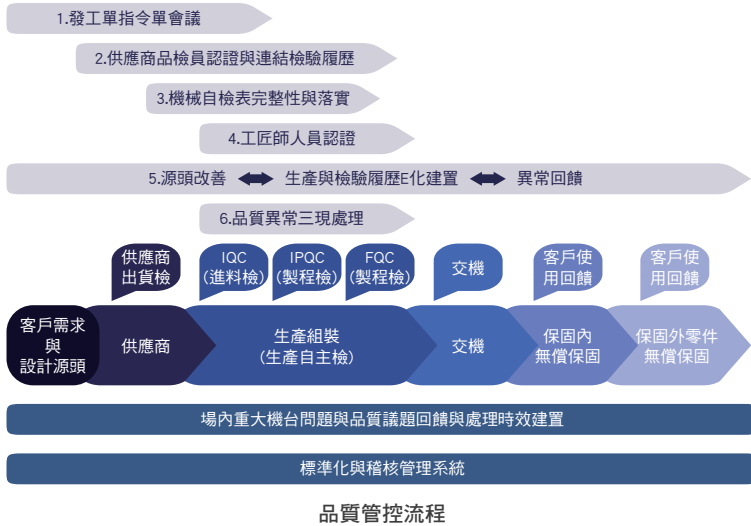 1.發工單指令單會議
2.供應商品檢員認證與連結檢驗履歷
3.機械自檢表完整性與落實
4.工匠師人員認證
5.源頭改善 生產與檢驗履歷E化建置 異常回饋
6.品質異常三現處理
供應商
出貨檢
IQC
(進料檢)
IPQC
(製程檢)
FQC
(製程檢)
交機
客戶使
用回饋
客戶使
用回饋
客戶需求
與
設計源頭
供應商
生產組裝
(生產自主檢)
交機
保固內
無償保固
保固外零件
無償保固
場內重大機台問題與品質議題回饋與處理時效建置
標準化與稽核管理系統
品質管控流程